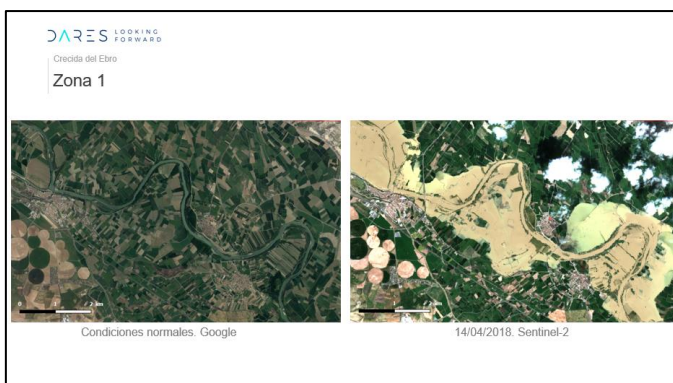 DARES LOOKING FORWARD
Crecida del Ebro
Zona 1
Condiciones normales. Google
14/04/2018. Sentinel-2